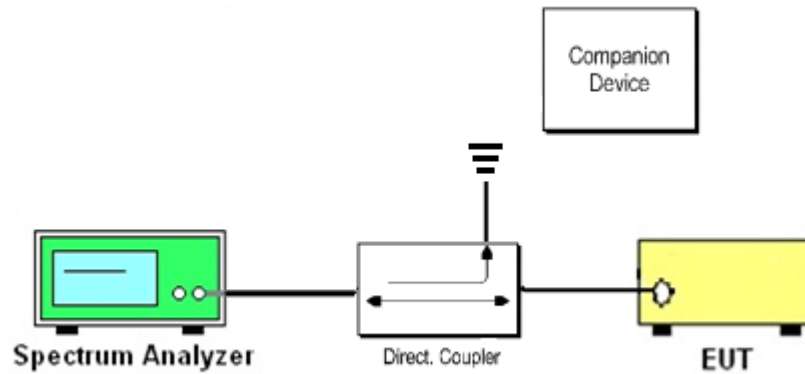 Companion
Device
Spectrum Analyzer
Direct. Coupler
EUT